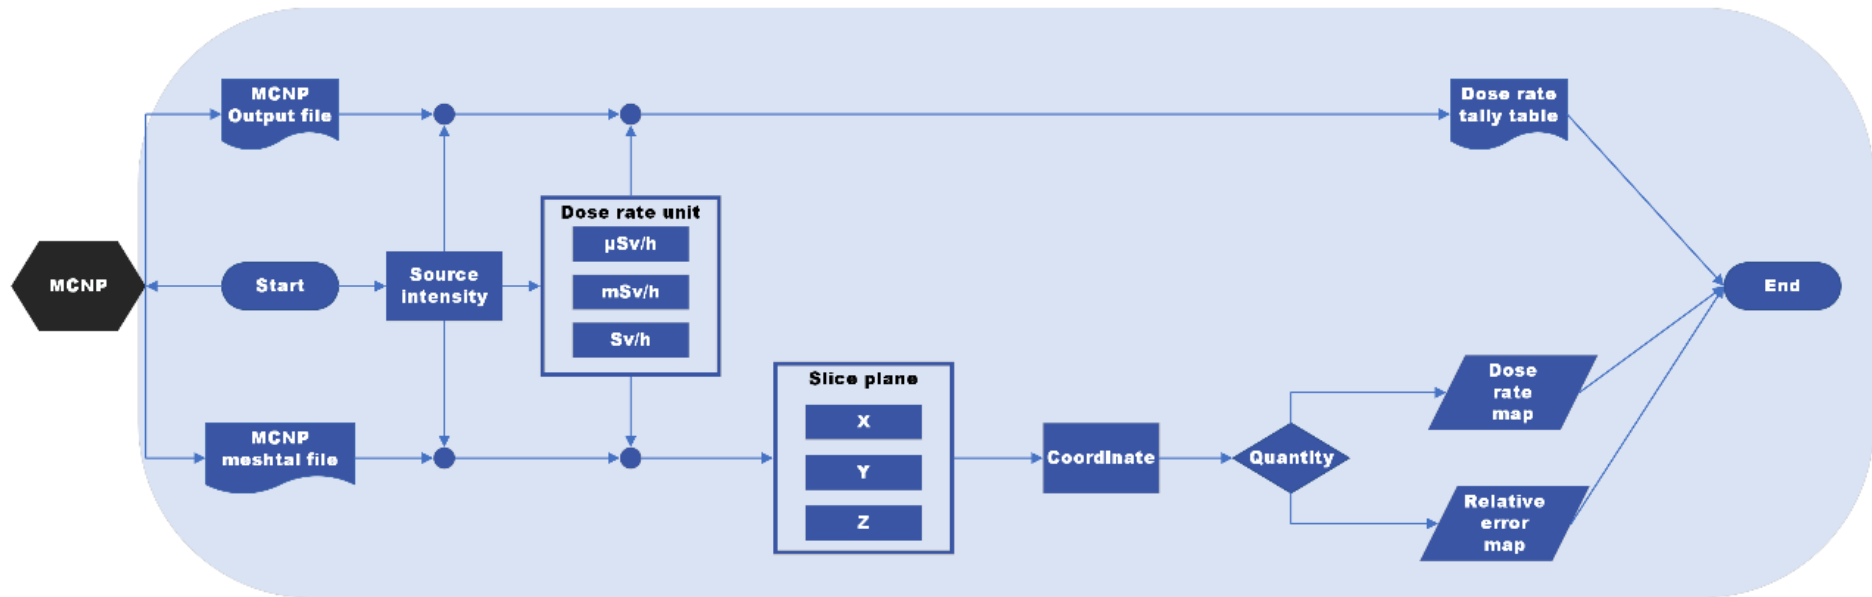 MCNP
Output file
Dose rate
tally table
Dose rate unit
µSv/h
mSv/h
Sv/h
MCNP
Start
Source
intensity
End
MCNP
meshtal file
Slice plane
X
Y
Z
Coordinate
Quantity
Dose
rate
map
Relative
error
map